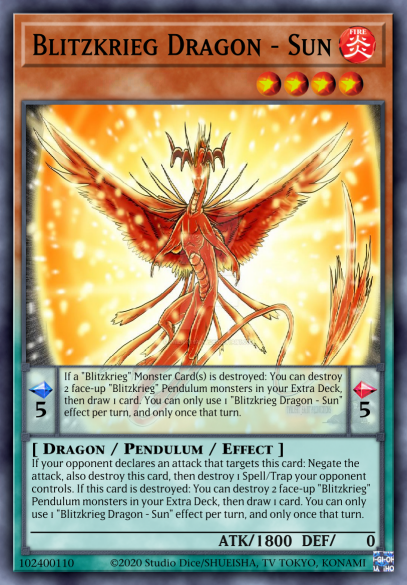 BLITZKRIEG DRAGON - SUN
FIRE
炎
If a "Blitzkrieg" Monster Card(s) is destroyed: You can destroy
2 face-up "Blitzkrieg" Pendulum monsters in your Extra Deck,
then draw 1 card. You can only use 1 "Blitzkrieg Dragon - Sun"
effect per turn, and only once that turn.
5
5
[ DRAGON / PENDULUM / EFFECT ]
If your opponent declares an attack that targets this card: Negate the
attack, also destroy this card, then destroy 1 Spell/Trap your opponent
controls. If this card is destroyed: You can destroy 2 face-up "Blitzkrieg"
Pendulum monsters in your Extra Deck, then draw 1 card. You can only
use 1 "Blitzkrieg Dragon - Sun" effect per turn, and only once that turn.
ATK/1800 DEF/ 0
102400110
©2020 Studio Dice/SHUEISHA, TV TOKYO, KONAMI